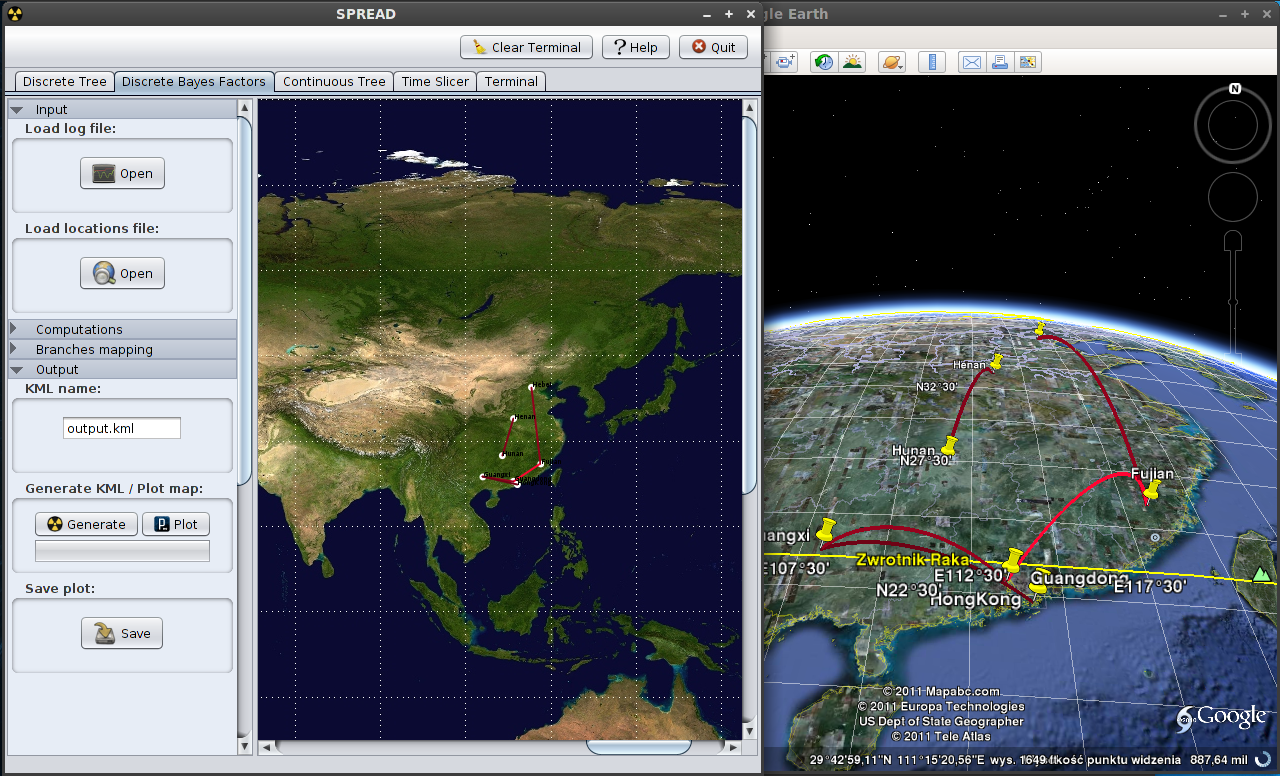 SPREAD
gle Earth
Clear Terminal
Help
Quit
Discrete Tree
Discrete Bayes Factors
Continuous Tree
Time Slicer
Terminal
Input
Load log file:
Open
Load locations file:
Open
Computations
Branches mapping
Output
KML name:
output.kml
Generate KML / Plot map:
Generate
Plot
Save plot:
Save
Hebei
Henan
Hunan
Guangxi
N
Henan
N32°30'
Hunan
N27°30'
Fujian
angxi
Zwrotnik Raka
E107°30'
E112°30'
Guangdong
E117°30'
N22°30'
HongKong
© 2011 Mapabc.com
© 2011 Europa Technologies
US Dept of State Geographer
© 2011 Tele Atlas
Google
29°42'59,11"N 111°15'20,56"E wys. 1649
punktu widzenia 887,64 mil